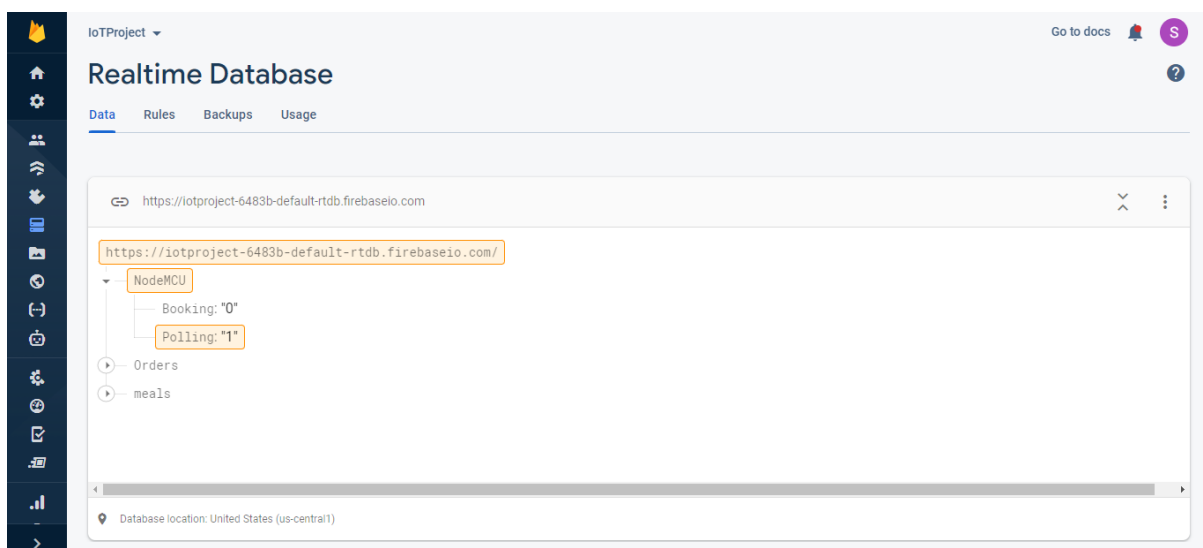 IoTProject
Go to docs
S
Realtime Database
Data Rules Backups Usage
https://iotproject-6483b-default-rtdb.firebaseio.com
https://iotproject-6483b-default-rtdb.firebaseio.com/
NodeMCU
Booking: "0"
Polling: "1"
Orders
meals
Database location: United States (us-central1)